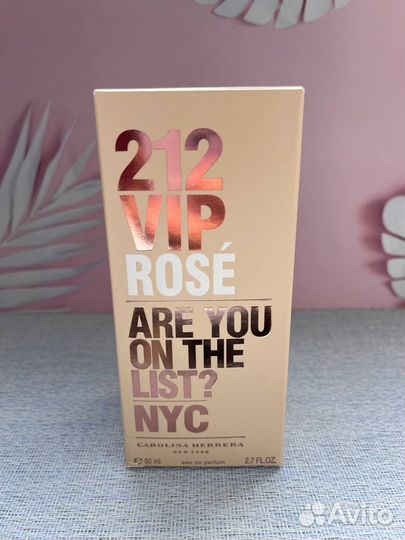 212
VIP
ROSÉ
ARE YOU
ON THE
LIST?
NYC
CAROLINA HERRERA
NEW YORK
℮ 80 ml eau de parfum 2.7 FL.OZ.
Avito